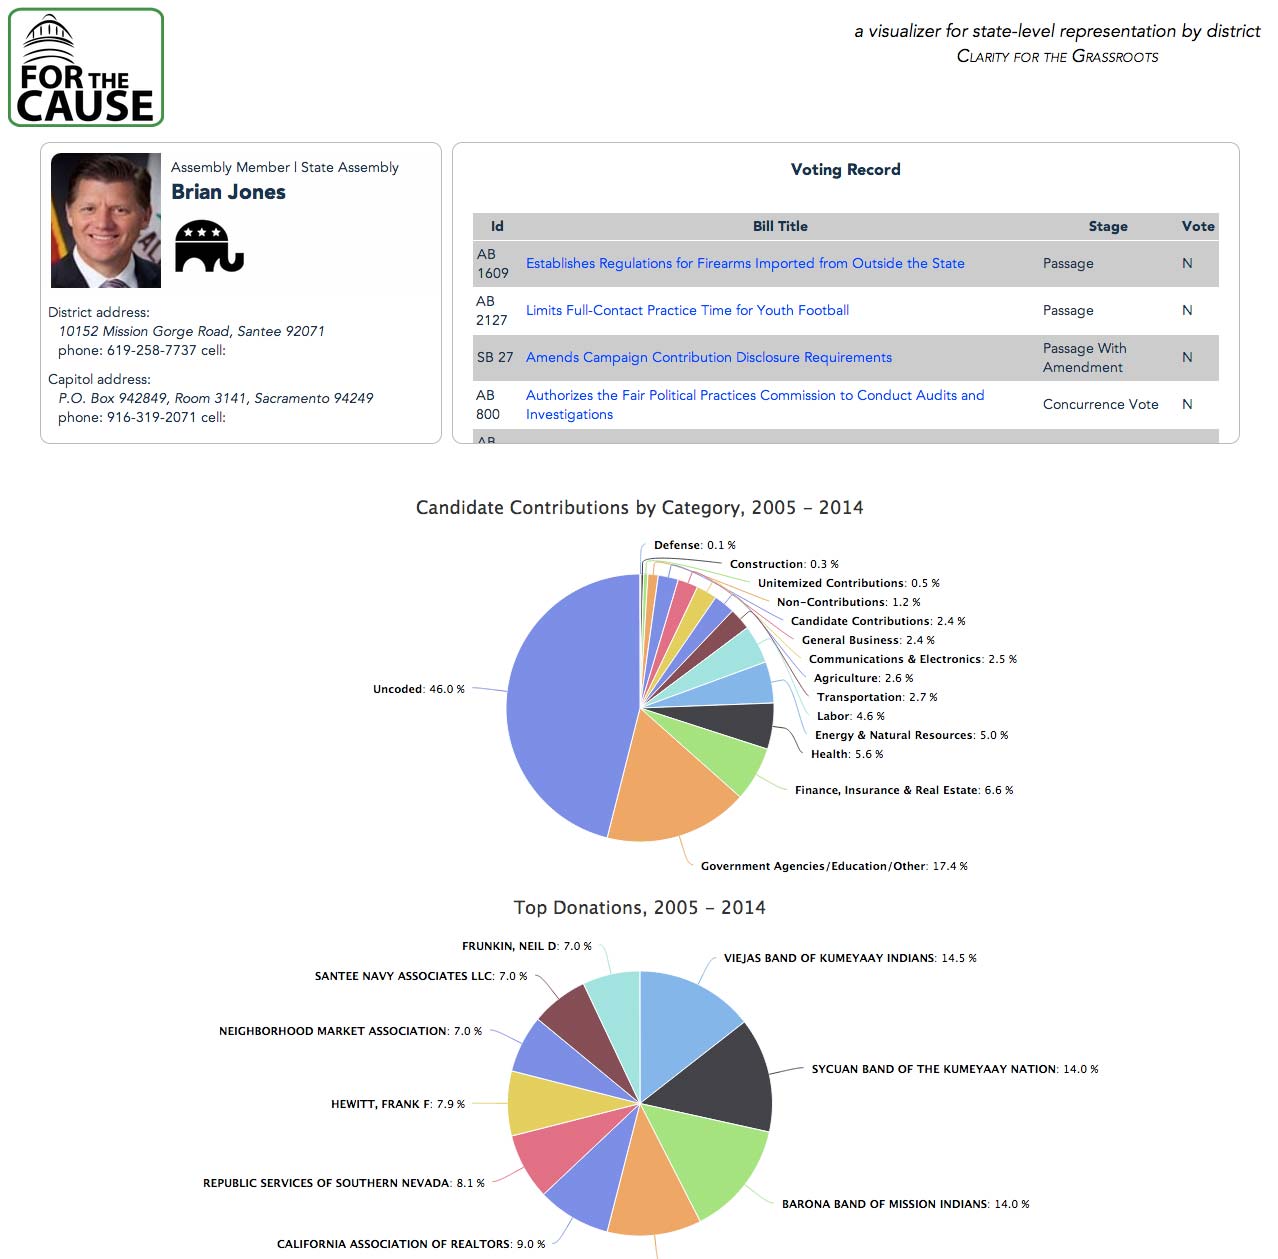 FOR THE
CAUSE
a visualizer for state-level representation by district
CLARITY FOR THE GRASSROOTS
Assembly Member | State Assembly
Brian Jones
District address:
10152 Mission Gorge Road, Santee 92071
phone: 619-258-7737 cell:
Capitol address:
P.O. Box 942849, Room 3141, Sacramento 94249
phone: 916-319-2071 cell:
Voting Record
Id Bill Title Stage Vote
AB 1609 Establishes Regulations for Firearms Imported from Outside the State Passage N
AB 2127 Limits Full-Contact Practice Time for Youth Football Passage N
SB 27 Amends Campaign Contribution Disclosure Requirements Passage With Amendment N
AB 800 Authorizes the Fair Political Practices Commission to Conduct Audits and Investigations Concurrence Vote N
AB
Candidate Contributions by Category, 2005 - 2014
Defense: 0.1 %
Construction: 0.3 %
Unitemized Contributions: 0.5 %
Non-Contributions: 1.2 %
Candidate Contributions: 2.4 %
General Business: 2.4 %
Communications & Electronics: 2.5 %
Agriculture: 2.6 %
Transportation: 2.7 %
Labor: 4.6 %
Energy & Natural Resources: 5.0 %
Health: 5.6 %
Finance, Insurance & Real Estate: 6.6 %
Government Agencies/Education/Other: 17.4 %
Uncoded: 46.0 %
Top Donations, 2005 - 2014
FRUNKIN, NEIL D: 7.0 %
VIEJAS BAND OF KUMEYAAY INDIANS: 14.5 %
SANTEE NAVY ASSOCIATES LLC: 7.0 %
NEIGHBORHOOD MARKET ASSOCIATION: 7.0 %
SYCUAN BAND OF THE KUMEYAAY NATION: 14.0 %
HEWITT, FRANK F: 7.9 %
REPUBLIC SERVICES OF SOUTHERN NEVADA: 8.1 %
BARONA BAND OF MISSION INDIANS: 14.0 %
CALIFORNIA ASSOCIATION OF REALTORS: 9.0 %